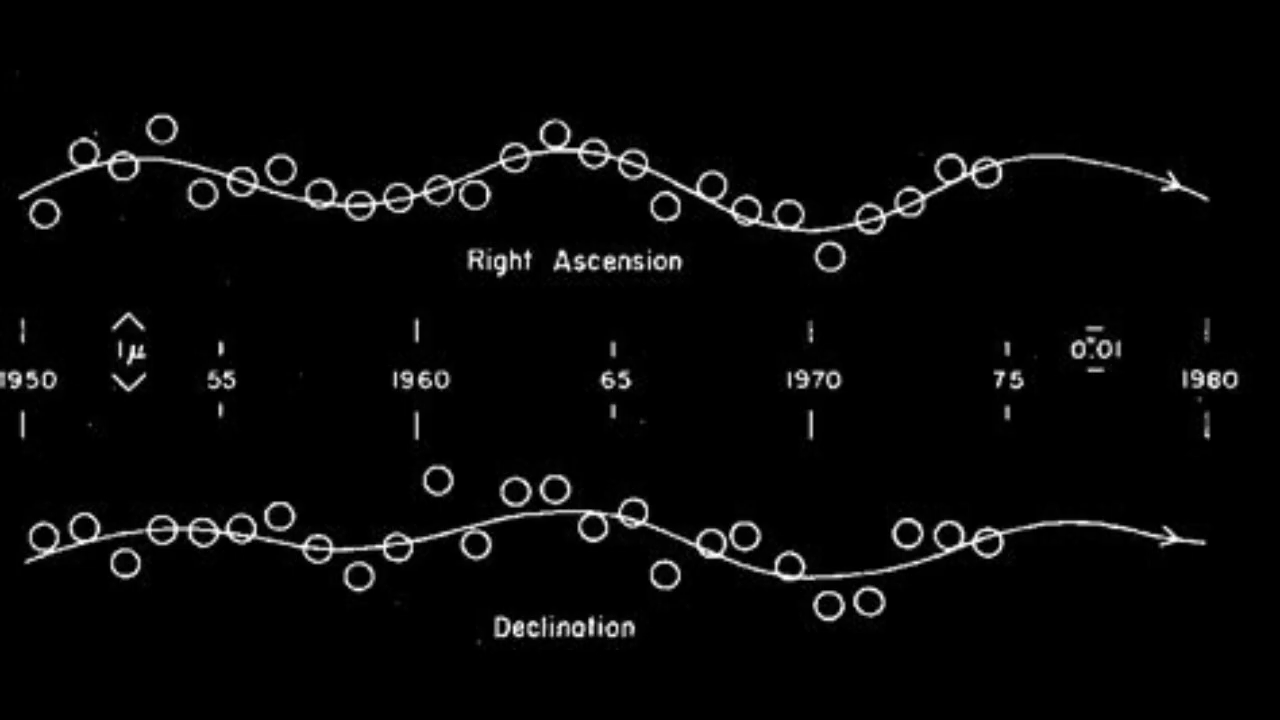 Right Ascension
1μ
0".01
1950 55 1960 65 1970 75 1980
Declination